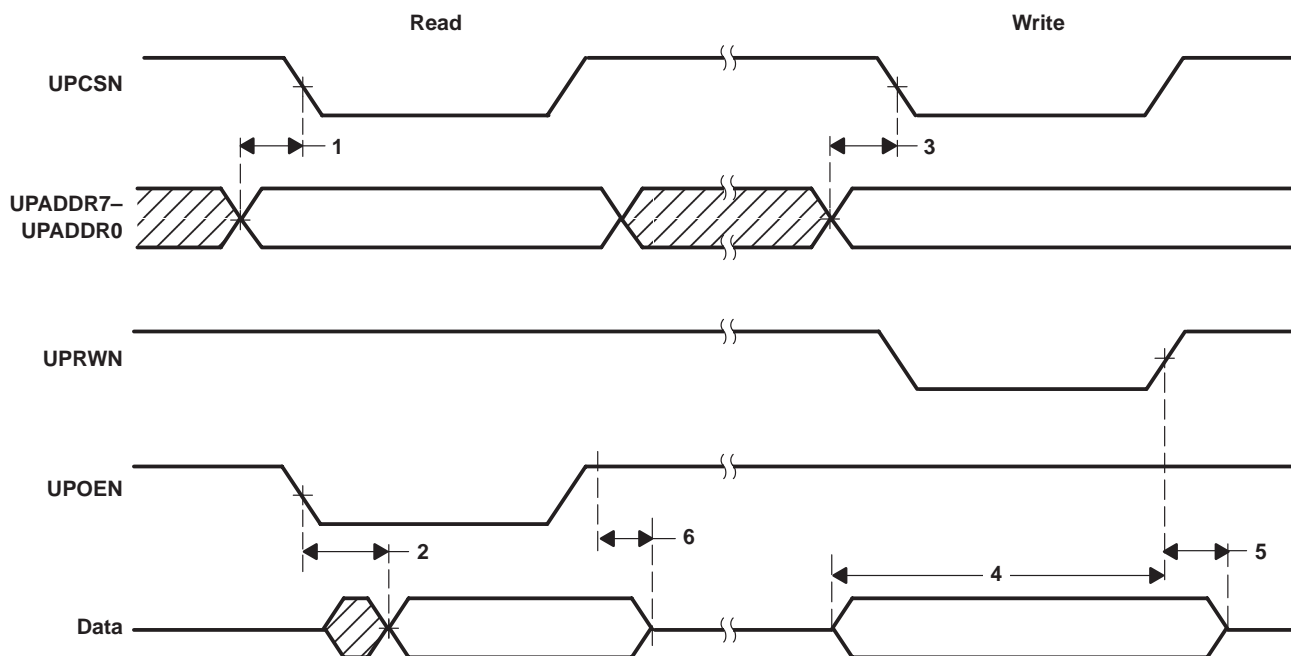 Read Write
UPCSN
1 3
UPADDR7–
UPADDR0
UPRWN
UPOEN
2 6 5
4
Data